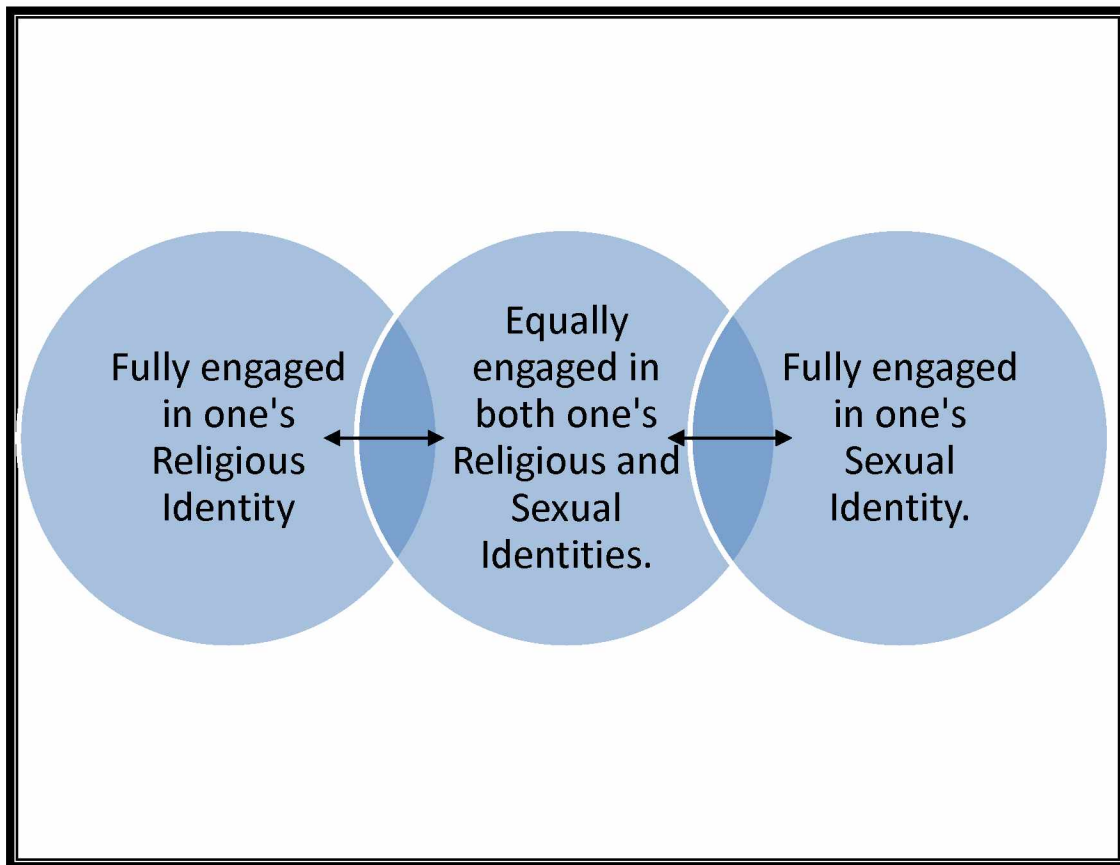 Fully engaged
in one's
Religious
Identity
Equally
engaged in
both one's
Religious and
Sexual
Identities.
Fully engaged
in one's
Sexual
Identity.